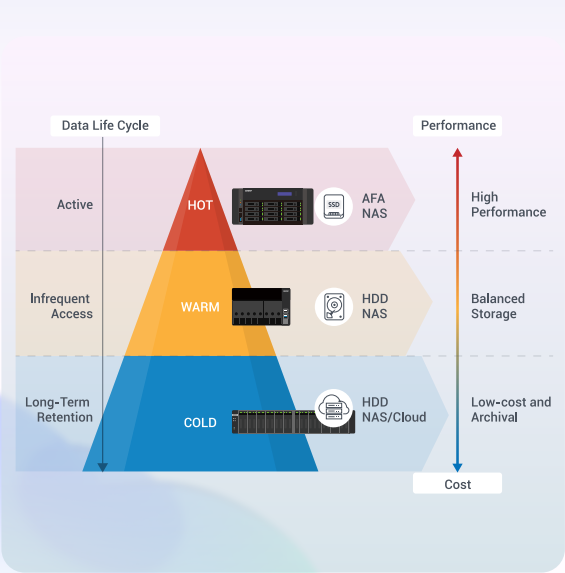 Data Life Cycle
Performance
Active
HOT
SSD
AFA
NAS
High
Performance
Infrequent
Access
WARM
HDD
NAS
Balanced
Storage
Long-Term
Retention
COLD
HDD
NAS/Cloud
Low-cost and
Archival
Cost